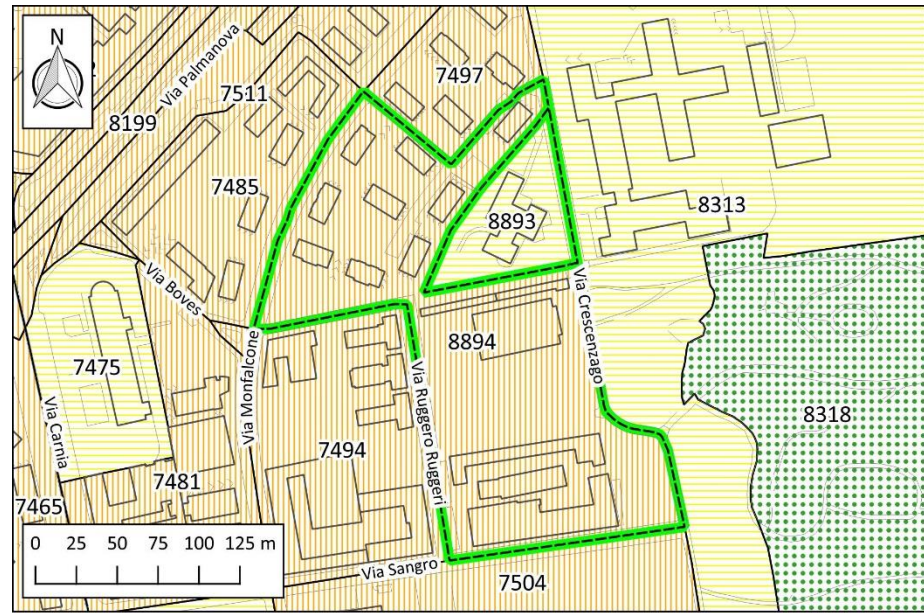 N
2
Via Palmanova
8199
7511
7497
7485
8893
8313
Via Boves
Via Crescenzago
8894
7475
Via Monfalcone
Via Ruggero Ruggeri
Via Carnia
8318
7494
7481
7465
0 25 50 75 100 125 m
Via Sangro
7504